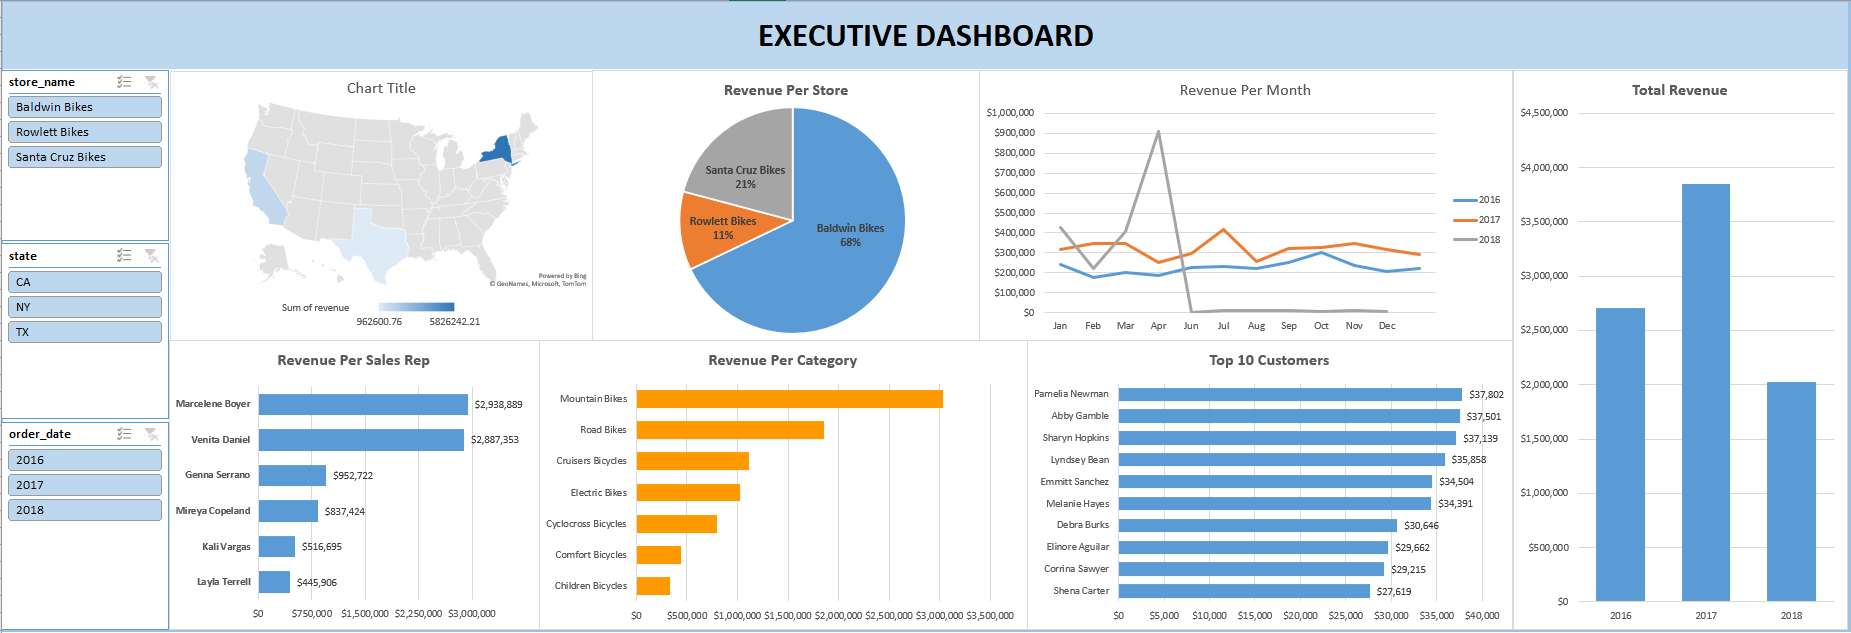 EXECUTIVE DASHBOARD
store_name
Baldwin Bikes
Rowlett Bikes
Santa Cruz Bikes
state
CA
NY
TX
order_date
2016
2017
2018
Chart Title
Powered by Bing
© GeoNames, Microsoft, TomTom
Sum of revenue
962600.76 5826242.21
Revenue Per Store
Santa Cruz Bikes
21%
Rowlett Bikes
11%
Baldwin Bikes
68%
Revenue Per Month
$1,000,000
$900,000
$800,000
$700,000
$600,000
$500,000
$400,000
$300,000
$200,000
$100,000
$0
Jan Feb Mar Apr Jun Jul Aug Sep Oct Nov Dec
2016
2017
2018
Total Revenue
$4,500,000
$4,000,000
$3,500,000
$3,000,000
$2,500,000
$2,000,000
$1,500,000
$1,000,000
$500,000
$0
2016 2017 2018
Revenue Per Sales Rep
Marcelene Boyer $2,938,889
Venita Daniel $2,887,353
Genna Serrano $952,722
Mireya Copeland $837,424
Kali Vargas $516,695
Layla Terrell $445,906
$0 $750,000 $1,500,000 $2,250,000 $3,000,000
Revenue Per Category
Mountain Bikes
Road Bikes
Cruisers Bicycles
Electric Bikes
Cyclocross Bicycles
Comfort Bicycles
Children Bicycles
$0 $500,000 $1,000,000 $1,500,000 $2,000,000 $2,500,000 $3,000,000 $3,500,000
Top 10 Customers
Pamelia Newman $37,802
Abby Gamble $37,501
Sharyn Hopkins $37,139
Lyndsey Bean $35,858
Emmitt Sanchez $34,504
Melanie Hayes $34,391
Debra Burks $30,646
Elinore Aguilar $29,662
Corrina Sawyer $29,215
Shena Carter $27,619
$0 $5,000 $10,000 $15,000 $20,000 $25,000 $30,000 $35,000 $40,000